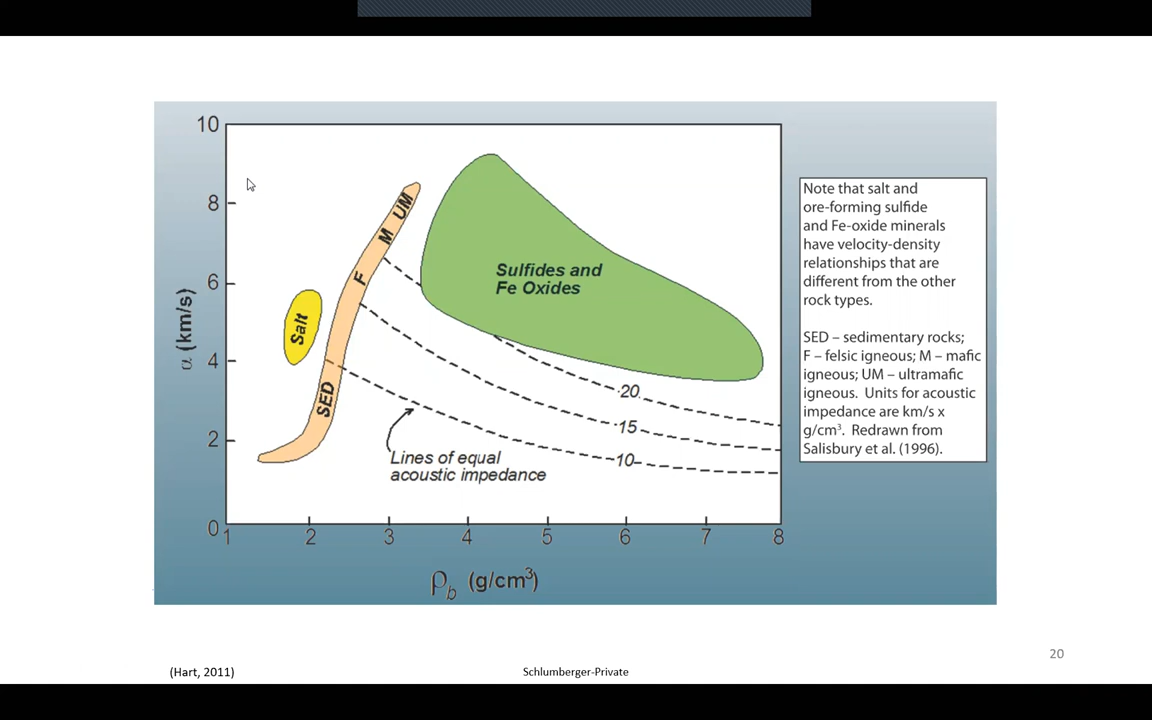 10
8
6
4
2
0
α (km/s)
1
2
3
4
5
6
7
8
ρb (g/cm³)
Salt
SED
F
M
UM
Sulfides and
Fe Oxides
20
15
10
Lines of equal
acoustic impedance
Note that salt and
ore-forming sulfide
and Fe-oxide minerals
have velocity-density
relationships that are
different from the other
rock types.
SED – sedimentary rocks;
F – felsic igneous; M – mafic
igneous; UM – ultramafic
igneous. Units for acoustic
impedance are km/s x
g/cm³. Redrawn from
Salisbury et al. (1996).
20
(Hart, 2011)
Schlumberger-Private